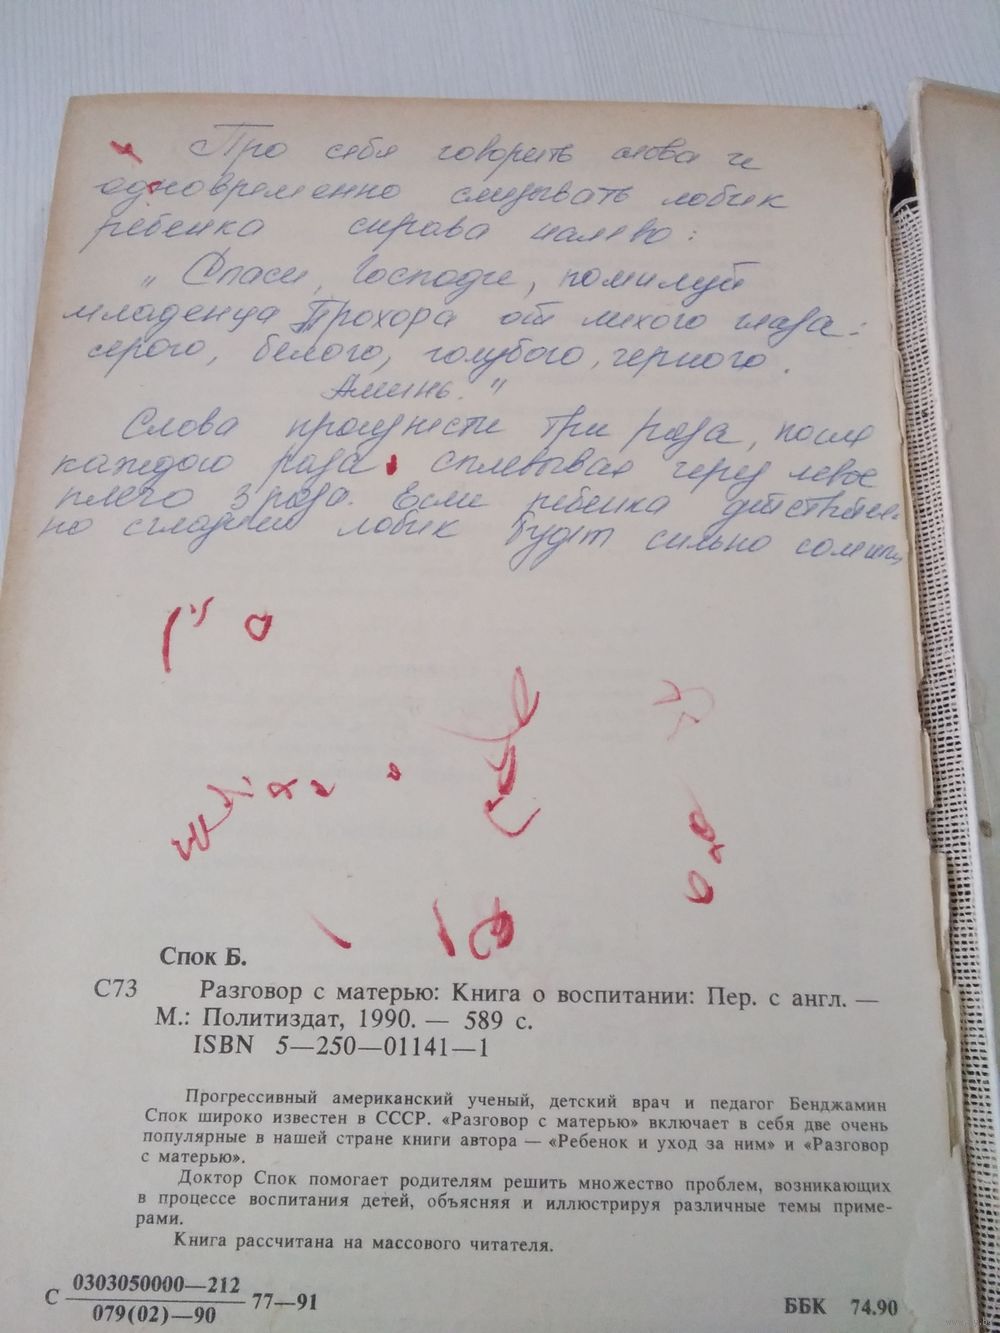 Про себя говорить слова и
одновременно слизывать лобик
ребенка справа налево:
„Спаси, Господи, помилуй
младенца Прохора от лихого глаза:
серого, белого, голубого, черного.
Аминь."
Слова произнести три раза, после
каждого раза сплевывая через левое
плечо 3 раза. Если ребенка действитель-
но сглазили лобик будет сильно
Спок Б.
С73 Разговор с матерью: Книга о воспитании: Пер. с англ. —
М.: Политиздат, 1990. — 589 с.
ISBN 5—250—01141—1
Прогрессивный американский ученый, детский врач и педагог Бенджамин
Спок широко известен в СССР. «Разговор с матерью» включает в себя две очень
популярные в нашей стране книги автора — «Ребенок и уход за ним» и «Разговор
с матерью».
Доктор Спок помогает родителям решить множество проблем, возникающих
в процессе воспитания детей, объясняя и иллюстрируя различные темы приме-
рами.
Книга рассчитана на массового читателя.
С 0303050000—212
079(02)—90 77—91
ББК 74.90